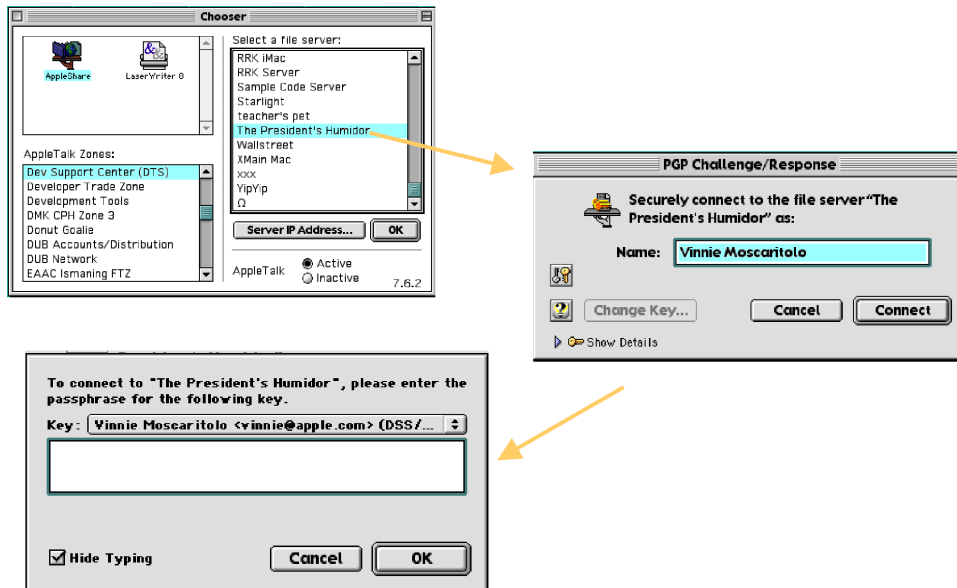 Chooser
AppleShare
LaserWriter 8
Select a file server:
RRK iMac
RRK Server
Sample Code Server
Starlight
teacher's pet
The President's Humidor
Wallstreet
XMain Mac
xxx
YipYip
Ω
AppleTalk Zones:
Dev Support Center (DTS)
Developer Trade Zone
Development Tools
DMK CPH Zone 3
Donut Goalie
DUB Accounts/Distribution
DUB Network
EAAC Ismaning FTZ
Server IP Address...
OK
AppleTalk
Active
Inactive
7.6.2
PGP Challenge/Response
Securely connect to the file server “The
President's Humidor” as:
Name: Vinnie Moscaritolo
Change Key...
Cancel
Connect
Show Details
To connect to "The President's Humidor", please enter the
passphrase for the following key.
Key: Vinnie Moscaritolo <vinnie@apple.com> (DSS/...
Hide Typing
Cancel
OK